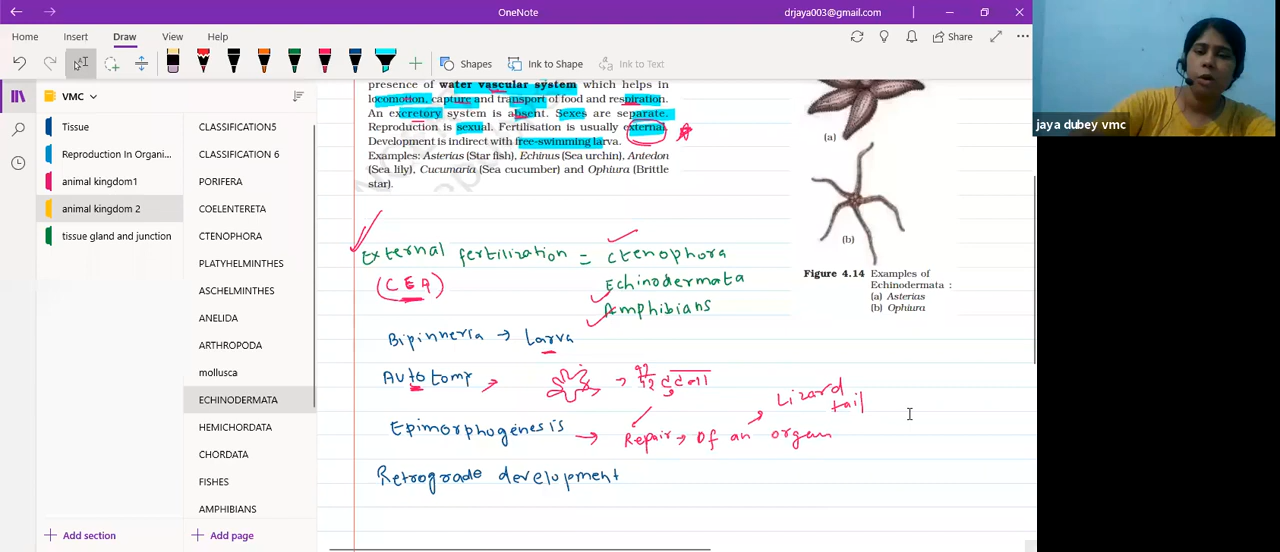 OneNote
drjaya003@gmail.com
Home
Insert
Draw
View
Help
Share
Shapes
Ink to Shape
Ink to Text
VMC
Tissue
Reproduction In Organi...
animal kingdom1
animal kingdom 2
tissue gland and junction
Add section
CLASSIFICATION5
CLASSIFICATION 6
PORIFERA
COELENTERETA
CTENOPHORA
PLATYHELMINTHES
ASCHELMINTHES
ANELIDA
ARTHROPODA
mollusca
ECHINODERMATA
HEMICHORDATA
CHORDATA
FISHES
AMPHIBIANS
Add page
presence of water vascular system which helps in
locomotion, capture and transport of food and respiration.
An excretory system is absent. Sexes are separate.
Reproduction is sexual. Fertilisation is usually external.
Development is indirect with free-swimming larva.
Examples: Asterias (Star fish), Echinus (Sea urchin), Antedon
(Sea lily), Cucumaria (Sea cucumber) and Ophiura (Brittle
star).
External fertilization = Ctenophora
(CEA) Echinodermata
Amphibians
Bipinneria → Larva
Autotomy →
Epimorphogenesis → Repair → Of an organ
Lizard
tail
Retrograde development
(a)
(b)
Figure 4.14 Examples of
Echinodermata :
(a) Asterias
(b) Ophiura
jaya dubey vmc